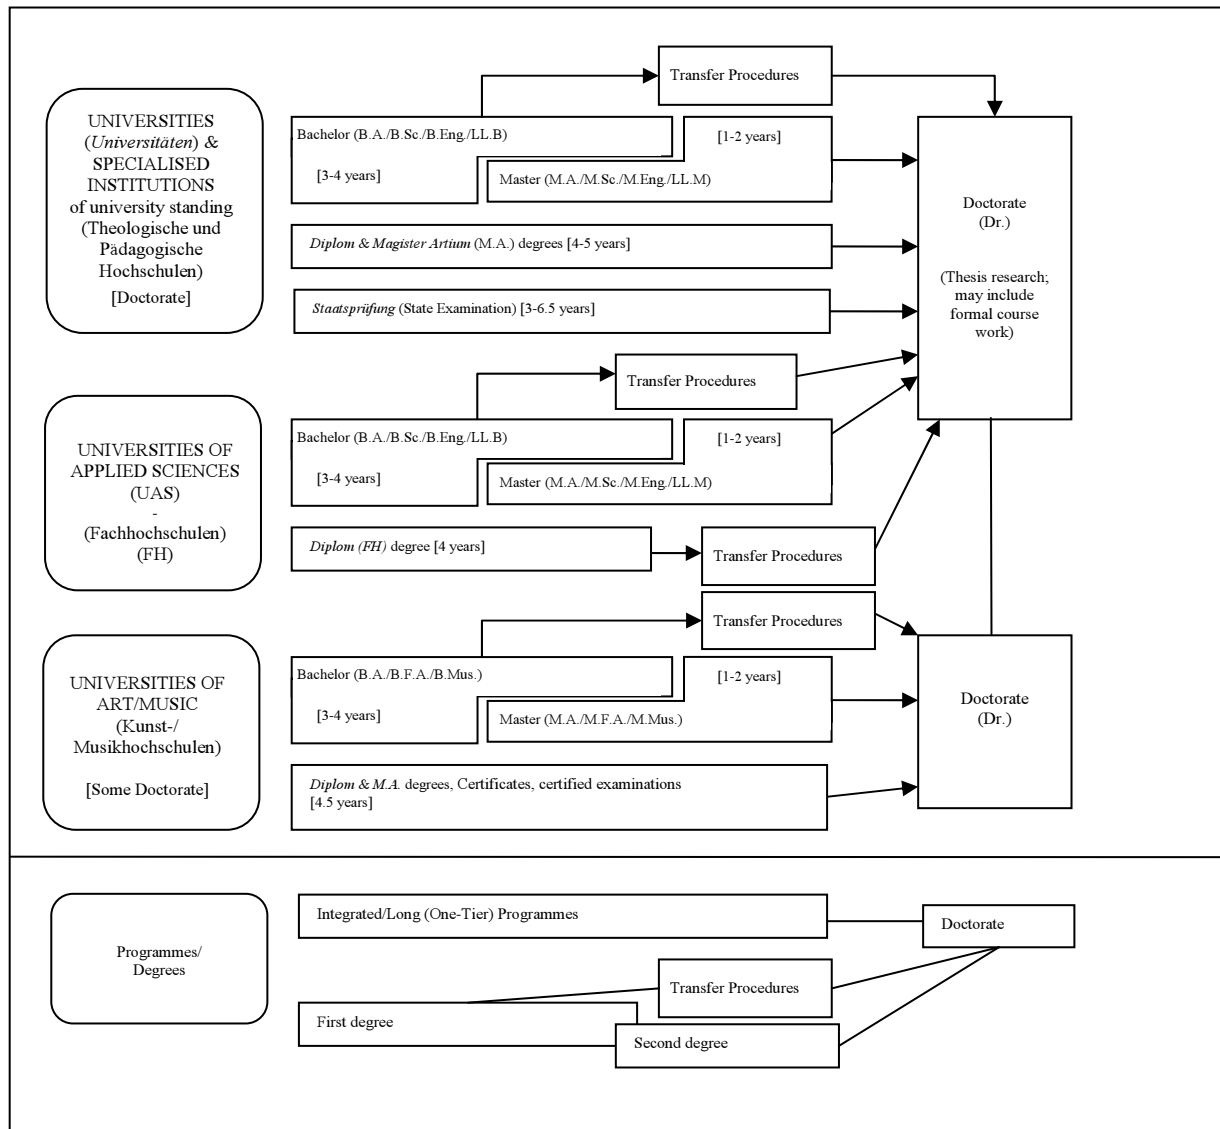 Transfer Procedures
UNIVERSITIES
(Universitäten) &
SPECIALISED
INSTITUTIONS
of university standing
(Theologische und
Pädagogische
Hochschulen)
[Doctorate]
Bachelor (B.A./B.Sc./B.Eng./LL.B)
[3-4 years]
[1-2 years]
Master (M.A./M.Sc./M.Eng./LL.M)
Diplom & Magister Artium (M.A.) degrees [4-5 years]
Staatsprüfung (State Examination) [3-6.5 years]
Doctorate
(Dr.)
(Thesis research;
may include
formal course
work)
Transfer Procedures
UNIVERSITIES OF
APPLIED SCIENCES
(UAS)
-
(Fachhochschulen)
(FH)
Bachelor (B.A./B.Sc./B.Eng./LL.B)
[3-4 years]
[1-2 years]
Master (M.A./M.Sc./M.Eng./LL.M)
Diplom (FH) degree [4 years]
Transfer Procedures
Transfer Procedures
UNIVERSITIES OF
ART/MUSIC
(Kunst-/
Musikhochschulen)
[Some Doctorate]
Bachelor (B.A./B.F.A./B.Mus.)
[3-4 years]
[1-2 years]
Master (M.A./M.F.A./M.Mus.)
Diplom & M.A. degrees, Certificates, certified examinations
[4.5 years]
Doctorate
(Dr.)
Programmes/
Degrees
Integrated/Long (One-Tier) Programmes
Doctorate
Transfer Procedures
First degree
Second degree